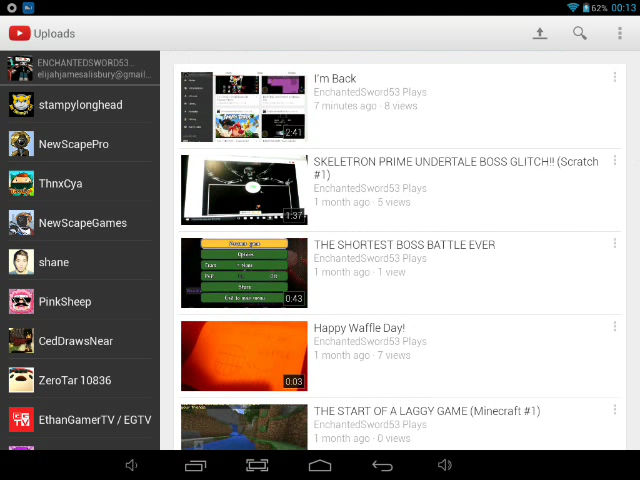 62% 00:13
Uploads
ENCHANTEDSWORD53...
elijahjamesalisbury@gmail...
stampylonghead
NewScapePro
ThnxCya
NewScapeGames
shane
PinkSheep
CedDrawsNear
ZeroTar 10836
EthanGamerTV / EGTV
I'm Back
EnchantedSword53 Plays
7 minutes ago · 8 views
2:41
SKELETRON PRIME UNDERTALE BOSS GLITCH!! (Scratch
#1)
EnchantedSword53 Plays
1 month ago · 5 views
1:37
THE SHORTEST BOSS BATTLE EVER
EnchantedSword53 Plays
1 month ago · 1 view
0:43
Happy Waffle Day!
EnchantedSword53 Plays
1 month ago · 7 views
0:03
THE START OF A LAGGY GAME (Minecraft #1)
EnchantedSword53 Plays
1 month ago · 0 views